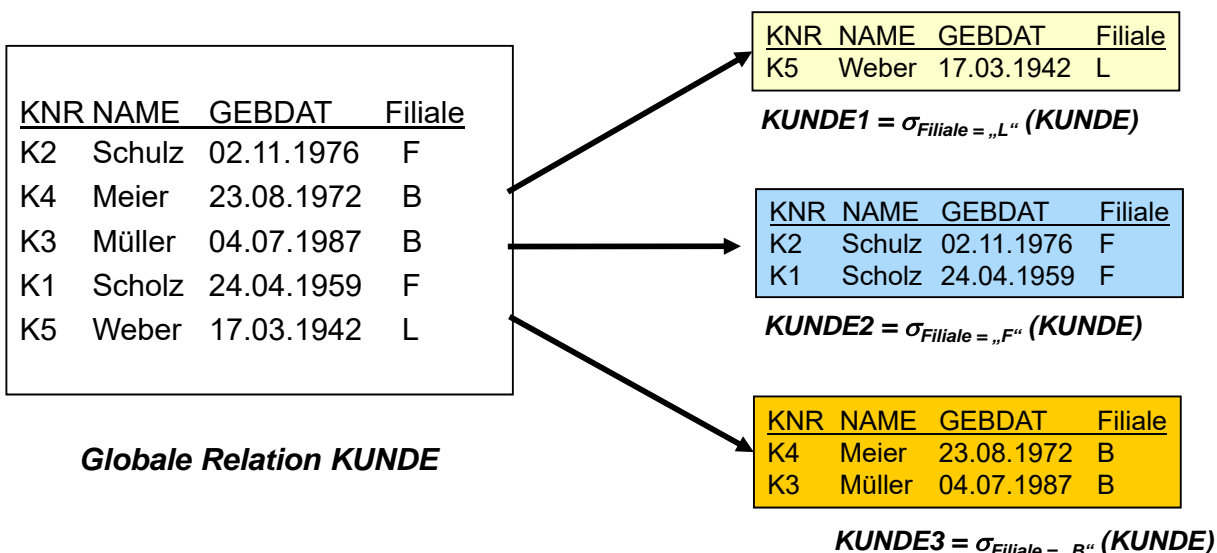 KNR NAME GEBDAT Filiale
K2 Schulz 02.11.1976 F
K4 Meier 23.08.1972 B
K3 Müller 04.07.1987 B
K1 Scholz 24.04.1959 F
K5 Weber 17.03.1942 L
Globale Relation KUNDE
KNR NAME GEBDAT Filiale
K5 Weber 17.03.1942 L
KUNDE1 = σFiliale = „L“ (KUNDE)
KNR NAME GEBDAT Filiale
K2 Schulz 02.11.1976 F
K1 Scholz 24.04.1959 F
KUNDE2 = σFiliale = „F“ (KUNDE)
KNR NAME GEBDAT Filiale
K4 Meier 23.08.1972 B
K3 Müller 04.07.1987 B
KUNDE3 = σFiliale = „B“ (KUNDE)